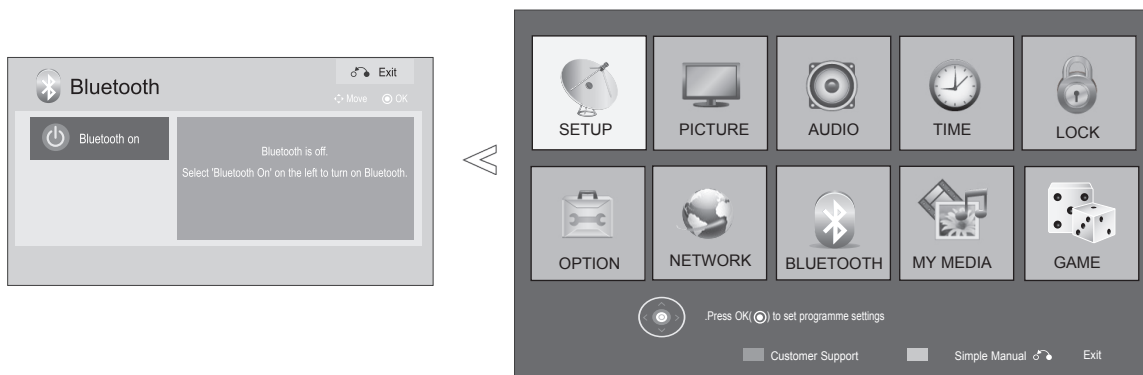 Bluetooth
Exit
Move OK
Bluetooth on
Bluetooth is off.
Select 'Bluetooth On' on the left to turn on Bluetooth.
SETUP PICTURE AUDIO TIME LOCK
OPTION NETWORK BLUETOOTH MY MEDIA GAME
.Press OK( ) to set programme settings
Customer Support Simple Manual Exit